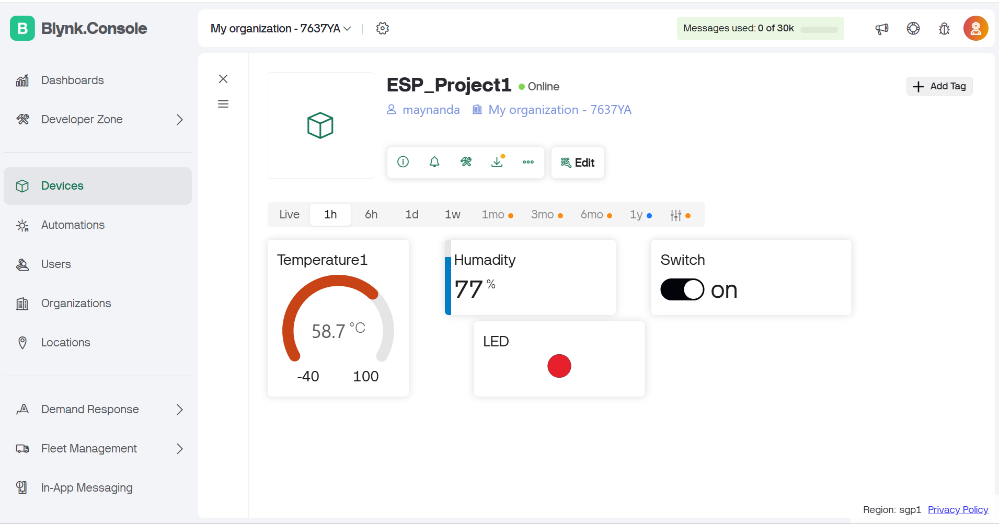 B Blynk.Console
My organization - 7637YA
Messages used: 0 of 30k
Dashboards
Developer Zone
Devices
Automations
Users
Organizations
Locations
Demand Response
Fleet Management
In-App Messaging
ESP_Project1 Online
Add Tag
maynanda My organization - 7637YA
Edit
Live 1h 6h 1d 1w 1mo 3mo 6mo 1y
Temperature1
58.7 °C
-40 100
Humadity
77 %
Switch
on
LED
Region: sgp1 Privacy Policy